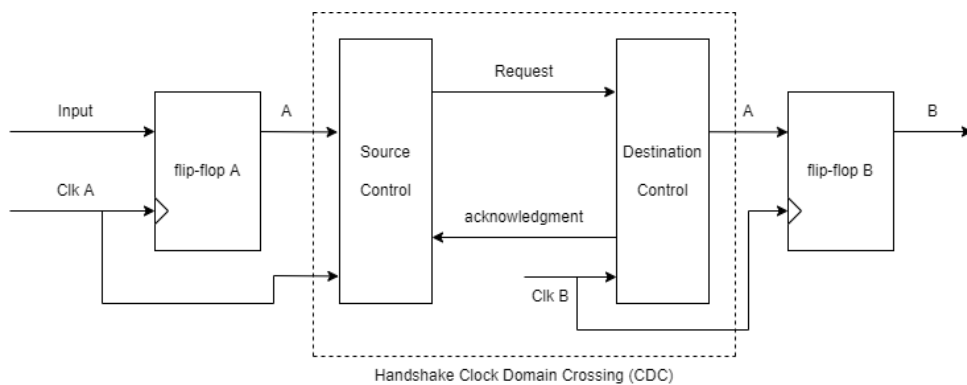 Request
Input
A
A
B
flip-flop A
Source
Control
Destination
Control
flip-flop B
Clk A
acknowledgment
Clk B
Handshake Clock Domain Crossing (CDC)